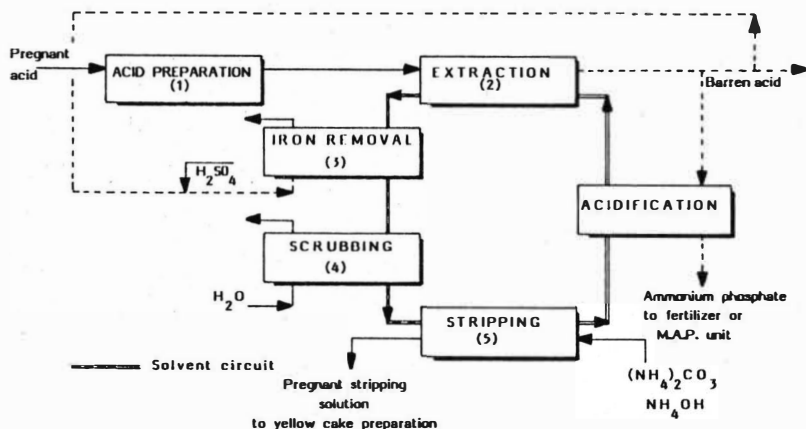 Pregnant
acid
ACID PREPARATION
(1)
EXTRACTION
(2)
Barren acid
IRON REMOVAL
(3)
H2SO4
ACIDIFICATION
SCRUBBING
(4)
H2O
STRIPPING
(5)
Ammonium phosphate
to fertilizer or
M.A.P. unit
Solvent circuit
(NH4)2CO3
NH4OH
Pregnant stripping
solution
to yellow cake preparation